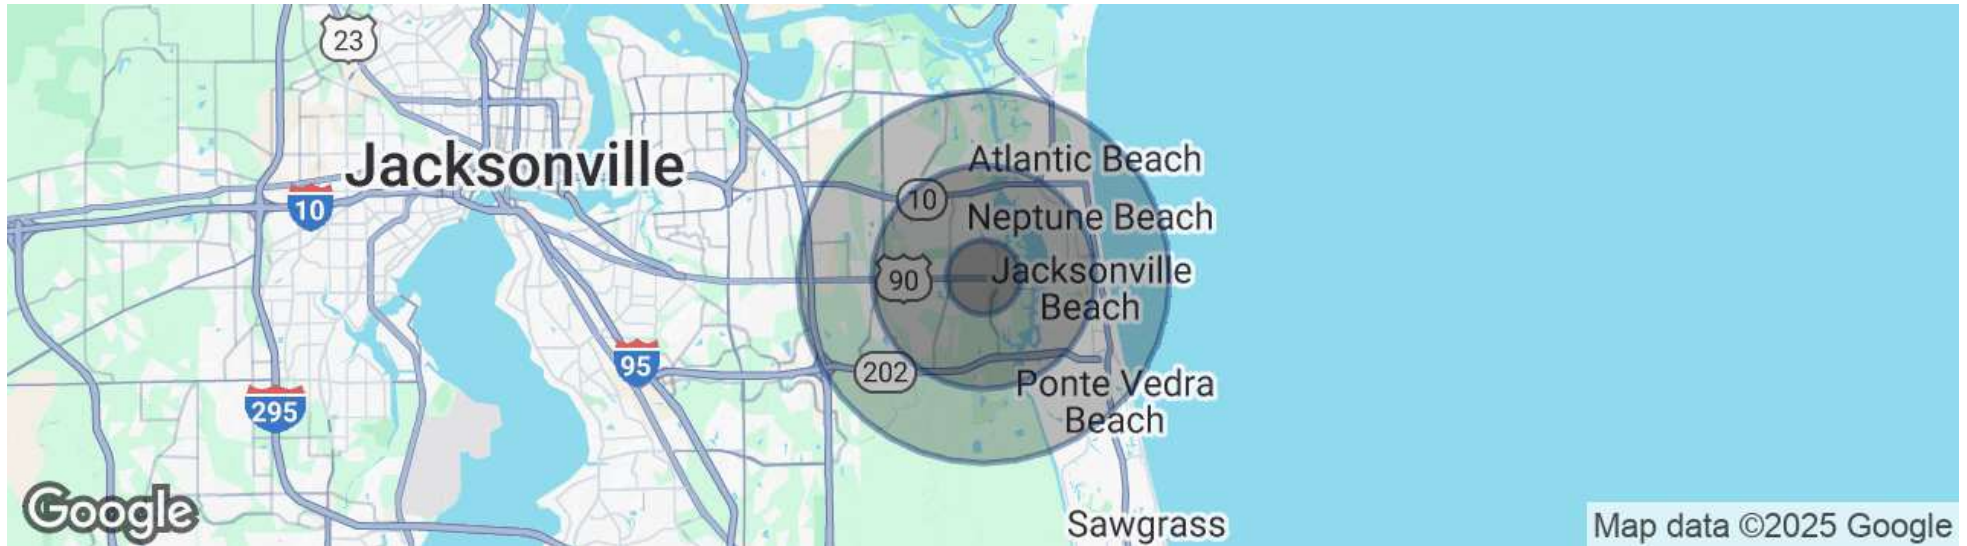 23
Jacksonville
Atlantic Beach
10
10
Neptune Beach
90
Jacksonville
Beach
95
202
Ponte Vedra
Beach
295
Google
Sawgrass
Map data ©2025 Google